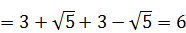 = 3 + √5 + 3 − √5 = 6